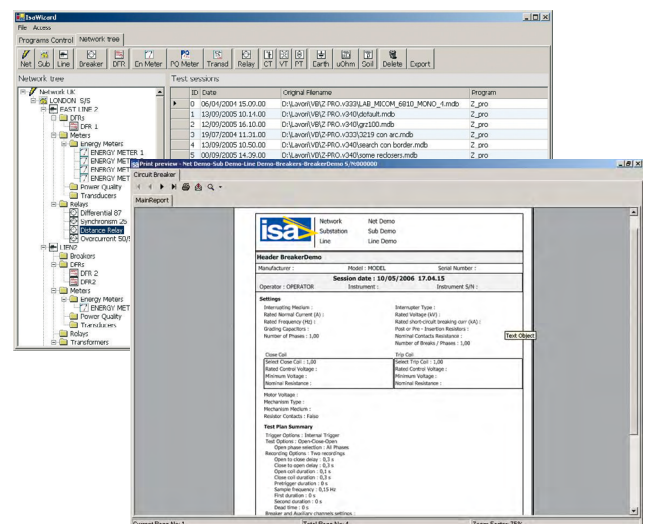 IsaWizard
File Access
Programs Control Network tree
Net Sub Line Breaker DFR En Meter PQ Meter Transd Relay CT VT PT Earth uOhm Soil Delete Export
Network tree
Test sessions
ID Date Original Filename Program
0 06/04/2004 15.09.00 D:\Lavori\VB\Z-PRO.v333\LAB_MICOM_6810_MONO_4.mdb Z_pro
1 13/09/2005 10.14.00 D:\Lavori\VB\Z-PRO.v340\default.mdb Z_pro
2 12/09/2005 16.10.00 D:\Lavori\VB\Z-PRO.v340\grz100.mdb Z_pro
3 19/07/2004 11.31.00 D:\Lavori\VB\Z-PRO.v333\3219 con arc.mdb Z_pro
4 13/09/2005 10.50.00 D:\Lavori\VB\Z-PRO.v340\search con border.mdb Z_pro
5 00/09/2005 14.39.00 D:\Lavori\VB\Z-PRO.v340\some reclosers.mdb Z_pro
Network UK
LONDON S/S
EAST LINE 2
DFRs
DFR 1
Meters
Energy Meters
ENERGY METER 1
ENERGY MET
ENERGY MET
ENERGY MET
Power Quality
Transducers
Relays
Differential 87
Synchronism 25
Distance Relay
Overcurrent 50/5
LIEN2
Breakers
DFRs
DFR 2
DFR2
Meters
Energy Meters
ENERGY MET
Power Quality
Transducers
Relays
Transformers
Print preview - Net Demo-Sub Demo-Line Demo-Breakers-BreakerDemo S/N:000000
Circuit Breaker
MainReport
isa
Network Net Demo
Substation Sub Demo
Line Line Demo
Header BreakerDemo
Manufacturer : Model : MODEL Serial Number :
Session date : 10/05/2006 17.04.15
Operator : OPERATOR Instrument : Instrument S/N :
Settings
Interrupting Medium : Interrupter Type :
Rated Normal Current (A) : Rated Voltage (kV) :
Rated Frequency (Hz) : Rated short-circuit breaking curr (kA) :
Grading Capacitors : Post or Pre - Insertion Resistors :
Number of Phases : 1,00 Nominal Contacts Resistance :
Number of Breaks / Phases : 1,00
Text Object
Close Coil Trip Coil
Select Close Coil : 1,00 Select Trip Coil : 1,00
Rated Control Voltage : Rated Control Voltage :
Minimum Voltage : Minimum Voltage :
Nominal Resistance : Nominal Resistance :
Motor Voltage :
Mechanism Type :
Mechanism Medium :
Resistor Contacts : False
Test Plan Summary
Trigger Options : Internal Trigger
Test Options : Open-Close-Open
Open phase selection : All Phases
Recording Options : Two recordings
Open to close delay : 0,3 s
Close to open delay : 0,3 s
Open coil duration : 0,1 s
Close coil duration : 0,3 s
Pretrigger duration : 0 s
Sample frequency : 0,15 Hz
First duration : 0 s
Second duration : 0 s
Dead time : 0 s
Breaker and Auxiliary channels settings :
Current Page No: 1 Total Page No: 4 Zoom Factor: 75%